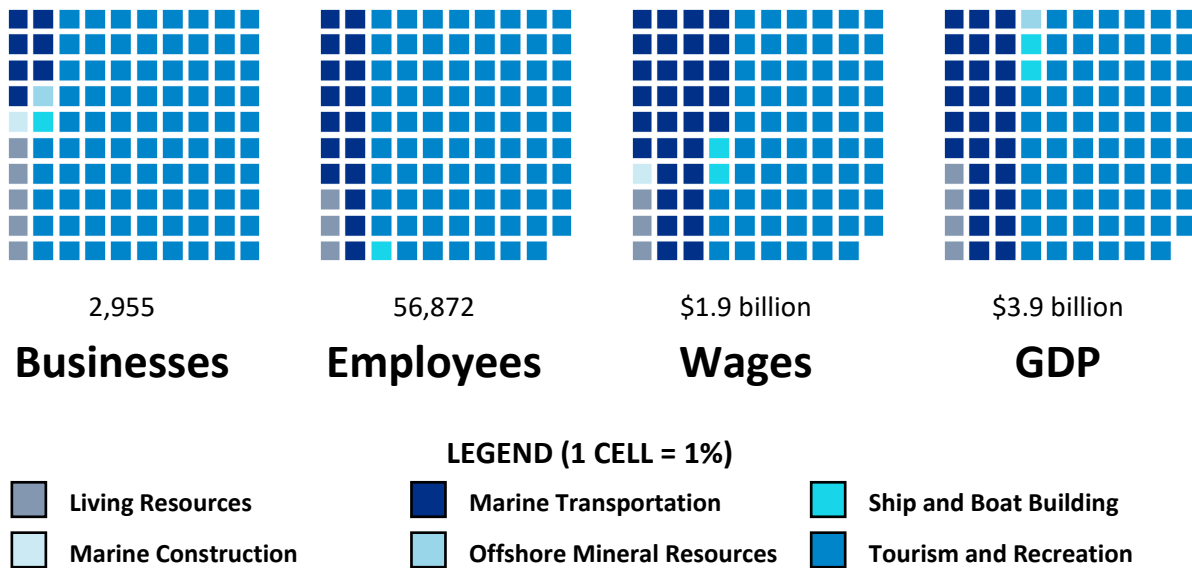 2,955
Businesses
56,872
Employees
$1.9 billion
Wages
$3.9 billion
GDP
LEGEND (1 CELL = 1%)
Living Resources
Marine Transportation
Ship and Boat Building
Marine Construction
Offshore Mineral Resources
Tourism and Recreation